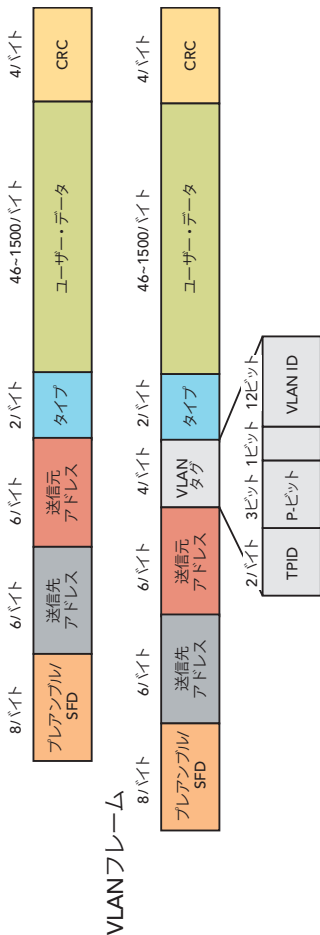 8バイト
6バイト
6バイト
2バイト
46~1500バイト
4バイト
プレアンブル/
SFD
送信先
アドレス
送信元
アドレス
タイプ
ユーザー・データ
CRC
VLANフレーム
8バイト
6バイト
6バイト
4バイト
2バイト
46~1500バイト
4バイト
プレアンブル/
SFD
送信先
アドレス
送信元
アドレス
VLAN
タグ
タイプ
ユーザー・データ
CRC
2バイト
3ビット
1ビット
12ビット
TPID
P-ビット
VLAN ID